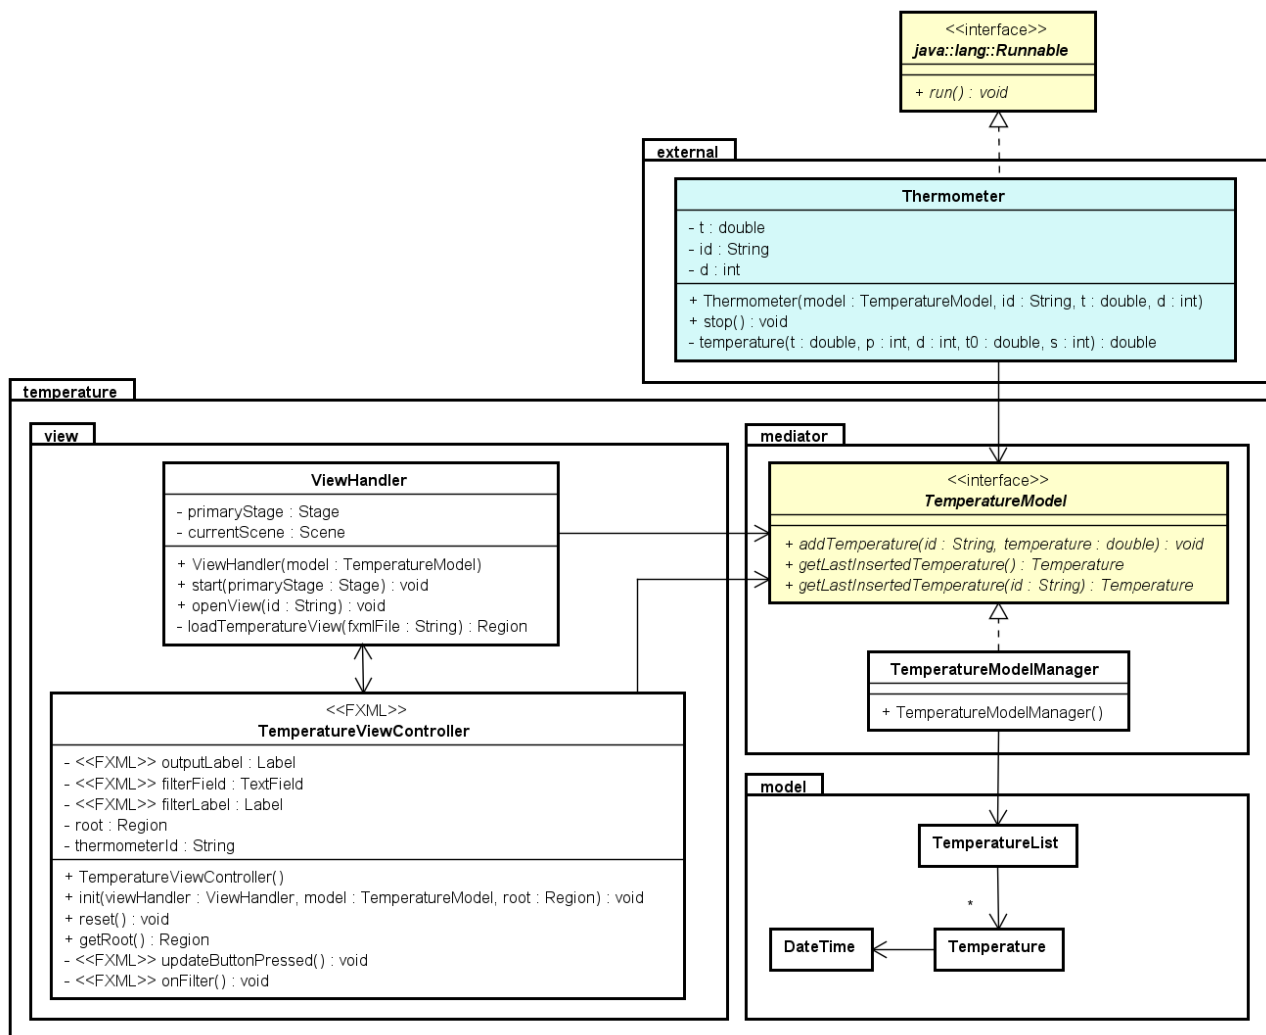 <<interface>>
java::lang::Runnable
+ run() : void
external
Thermometer
- t : double
- id : String
- d : int
+ Thermometer(model : TemperatureModel, id : String, t : double, d : int)
+ stop() : void
- temperature(t : double, p : int, d : int, t0 : double, s : int) : double
temperature
view
ViewHandler
- primaryStage : Stage
- currentScene : Scene
+ ViewHandler(model : TemperatureModel)
+ start(primaryStage : Stage) : void
+ openView(id : String) : void
- loadTemperatureView(fxmlFile : String) : Region
<<FXML>>
TemperatureViewController
- <<FXML>> outputLabel : Label
- <<FXML>> filterField : TextField
- <<FXML>> filterLabel : Label
- root : Region
- thermometerId : String
+ TemperatureViewController()
+ init(viewHandler : ViewHandler, model : TemperatureModel, root : Region) : void
+ reset() : void
+ getRoot() : Region
- <<FXML>> updateButtonPressed() : void
- <<FXML>> onFilter() : void
mediator
<<interface>>
TemperatureModel
+ addTemperature(id : String, temperature : double) : void
+ getLastInsertedTemperature() : Temperature
+ getLastInsertedTemperature(id : String) : Temperature
TemperatureModelManager
+ TemperatureModelManager()
model
TemperatureList
*
DateTime
Temperature